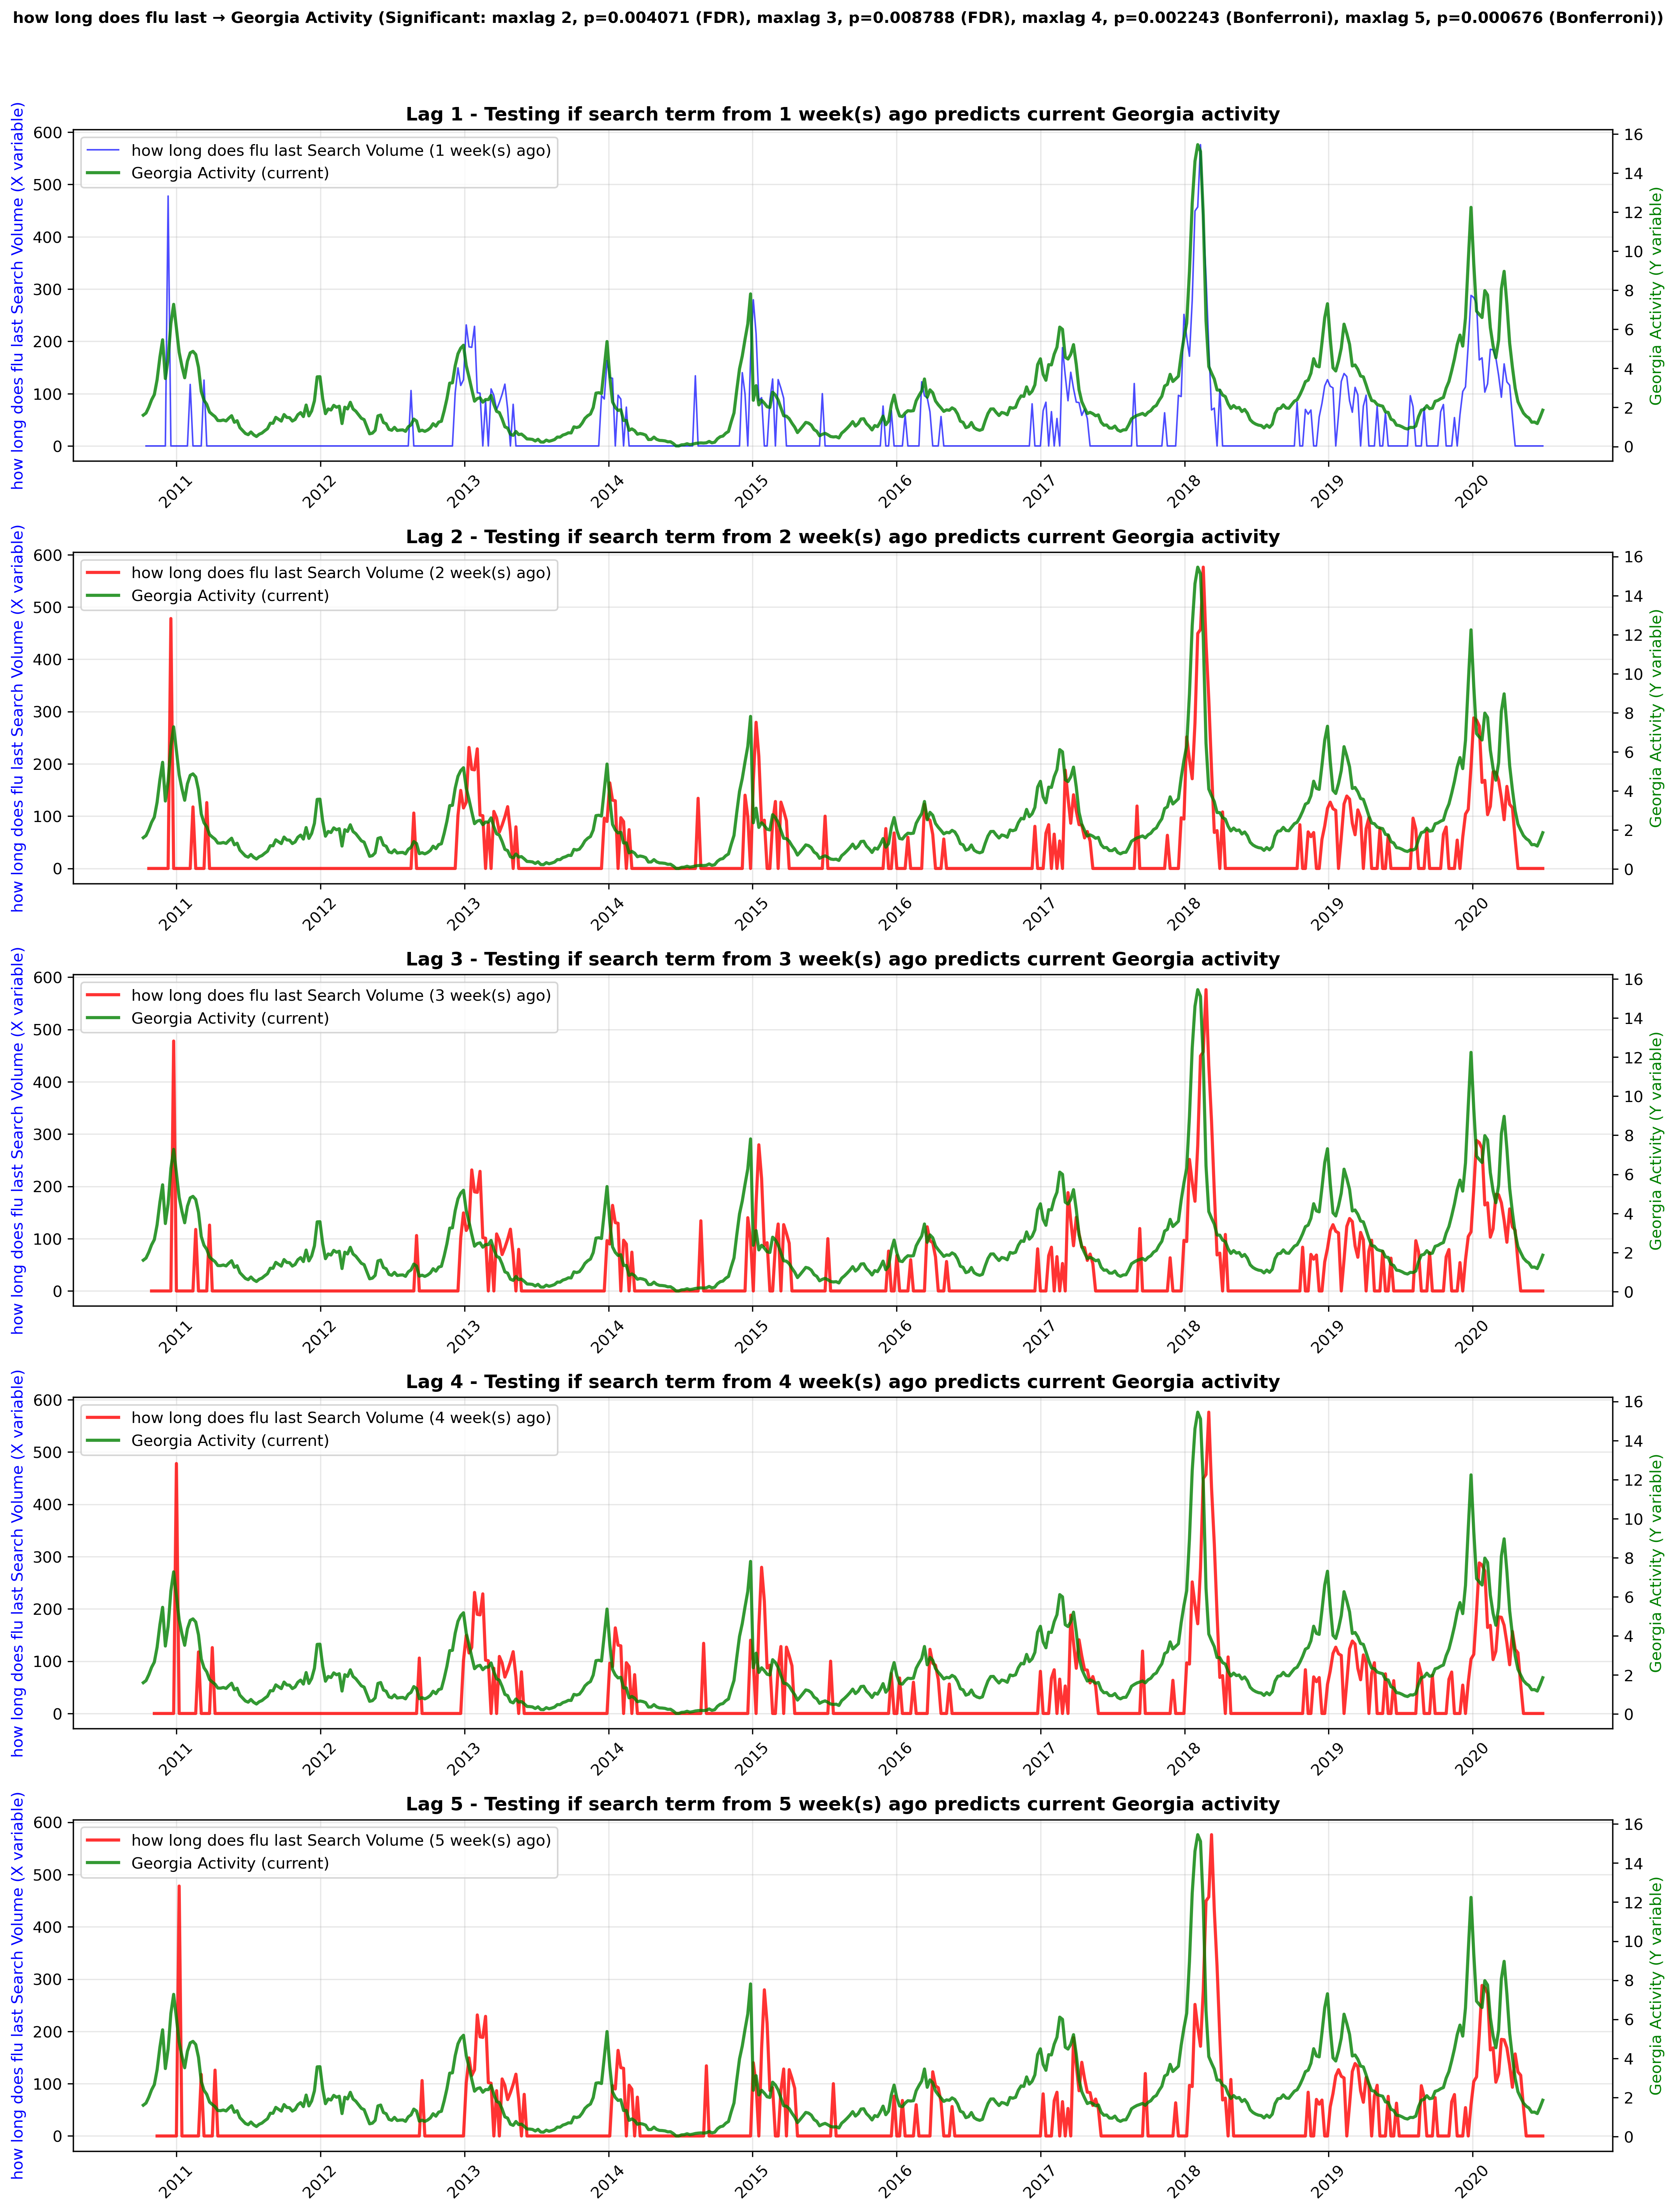 how long does flu last → Georgia Activity (Significant: maxlag 2, p=0.004071 (FDR), maxlag 3, p=0.008788 (FDR), maxlag 4, p=0.002243 (Bonferroni), maxlag 5, p=0.000676 (Bonferroni))
Lag 1 - Testing if search term from 1 week(s) ago predicts current Georgia activity
how long does flu last Search Volume (1 week(s) ago)
Georgia Activity (current)
how long does flu last Search Volume (X variable)
600
500
400
300
200
100
0
16
14
12
10
8
6
4
2
0
Georgia Activity (Y variable)
2011 2012 2013 2014 2015 2016 2017 2018 2019 2020
Lag 2 - Testing if search term from 2 week(s) ago predicts current Georgia activity
how long does flu last Search Volume (2 week(s) ago)
Georgia Activity (current)
how long does flu last Search Volume (X variable)
600
500
400
300
200
100
0
16
14
12
10
8
6
4
2
0
Georgia Activity (Y variable)
2011 2012 2013 2014 2015 2016 2017 2018 2019 2020
Lag 3 - Testing if search term from 3 week(s) ago predicts current Georgia activity
how long does flu last Search Volume (3 week(s) ago)
Georgia Activity (current)
how long does flu last Search Volume (X variable)
600
500
400
300
200
100
0
16
14
12
10
8
6
4
2
0
Georgia Activity (Y variable)
2011 2012 2013 2014 2015 2016 2017 2018 2019 2020
Lag 4 - Testing if search term from 4 week(s) ago predicts current Georgia activity
how long does flu last Search Volume (4 week(s) ago)
Georgia Activity (current)
how long does flu last Search Volume (X variable)
600
500
400
300
200
100
0
16
14
12
10
8
6
4
2
0
Georgia Activity (Y variable)
2011 2012 2013 2014 2015 2016 2017 2018 2019 2020
Lag 5 - Testing if search term from 5 week(s) ago predicts current Georgia activity
how long does flu last Search Volume (5 week(s) ago)
Georgia Activity (current)
how long does flu last Search Volume (X variable)
600
500
400
300
200
100
0
16
14
12
10
8
6
4
2
0
Georgia Activity (Y variable)
2011 2012 2013 2014 2015 2016 2017 2018 2019 2020